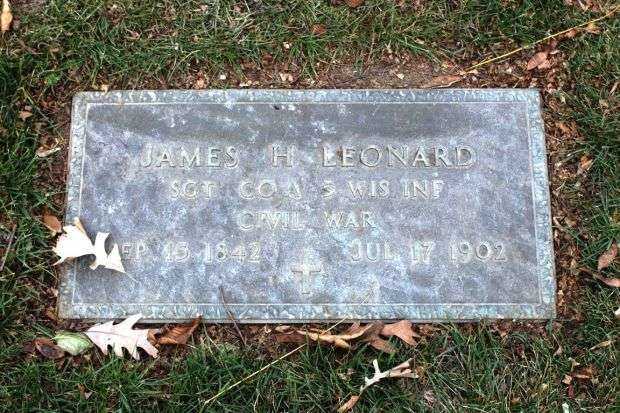 JAMES H LEONARD
SGT CO A 5 WIS INF
CIVIL WAR
EP 15 1842 JUL 17 1902